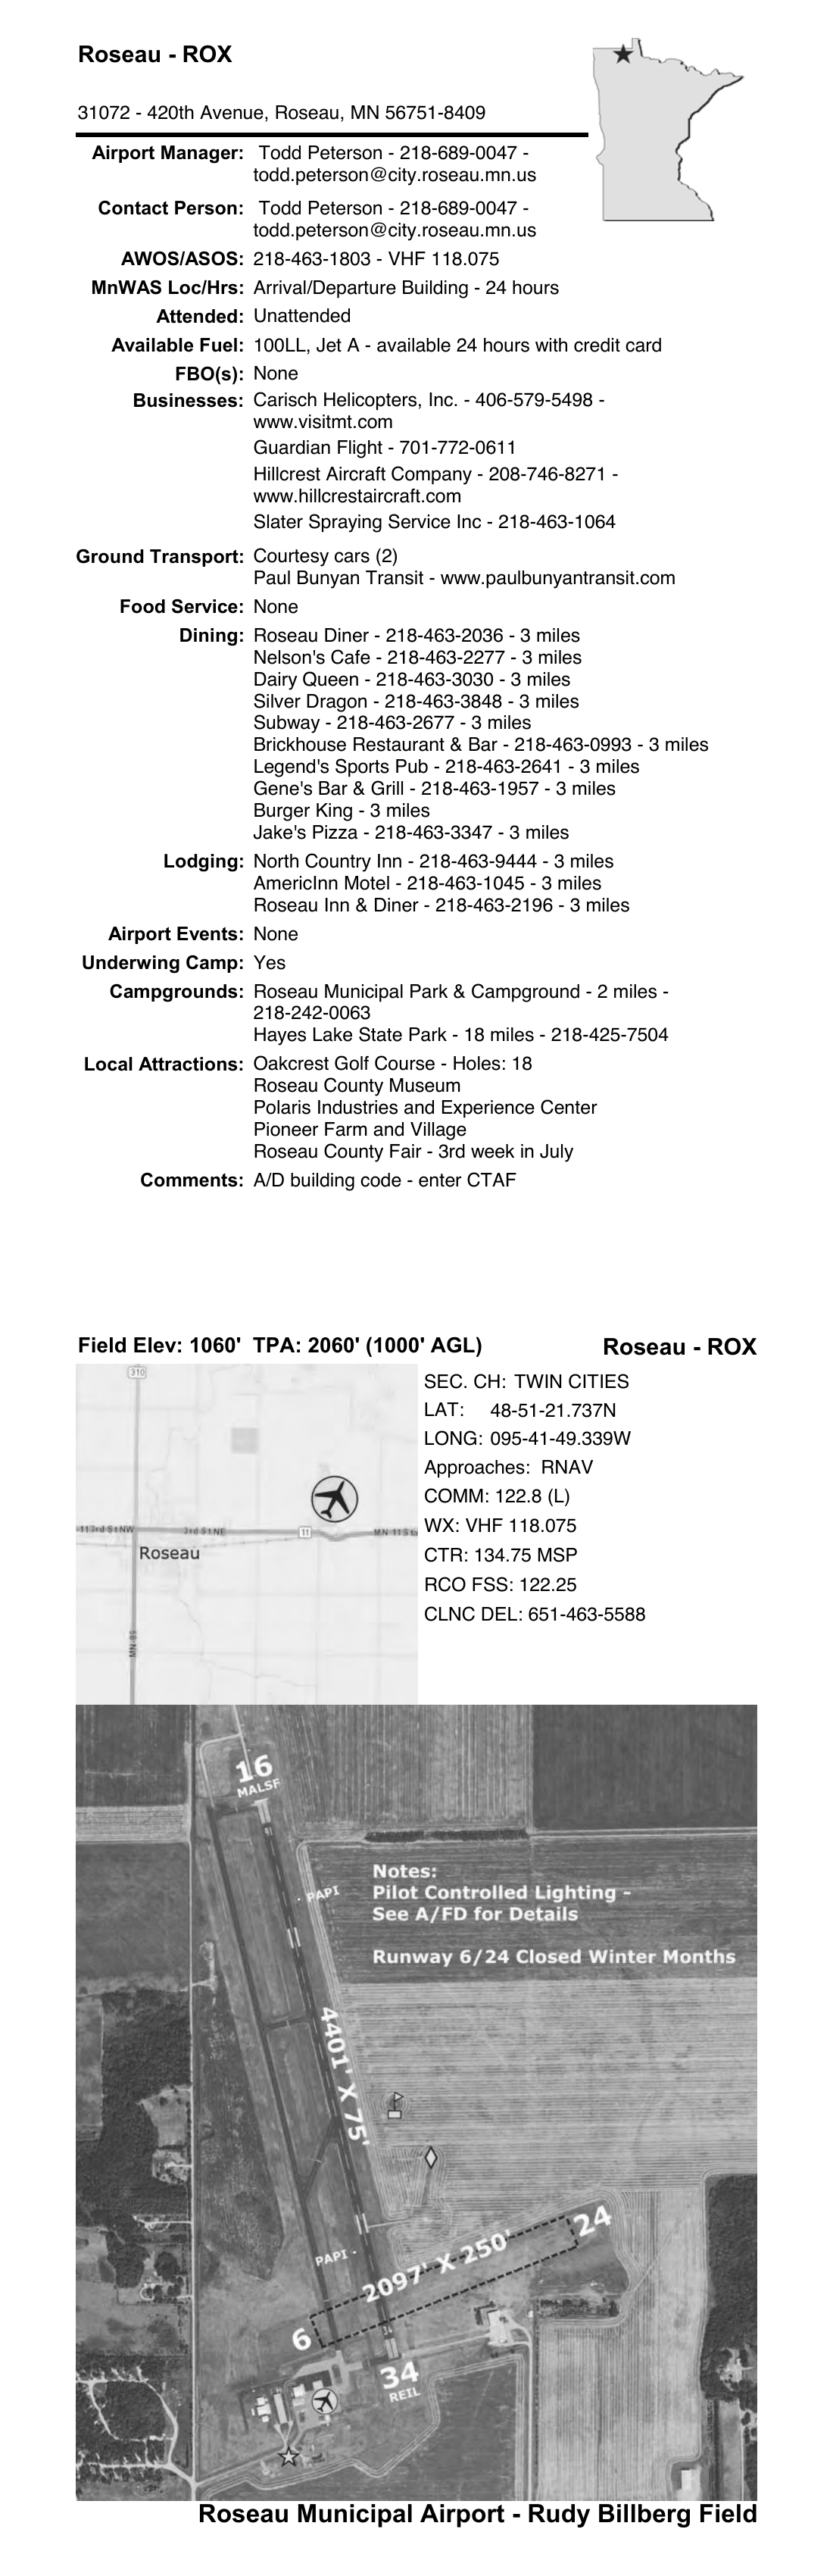 Roseau - ROX
31072 - 420th Avenue, Roseau, MN 56751-8409
Airport Manager: Todd Peterson - 218-689-0047 -
todd.peterson@city.roseau.mn.us
Contact Person: Todd Peterson - 218-689-0047 -
todd.peterson@city.roseau.mn.us
AWOS/ASOS: 218-463-1803 - VHF 118.075
MnWAS Loc/Hrs: Arrival/Departure Building - 24 hours
Attended: Unattended
Available Fuel: 100LL, Jet A - available 24 hours with credit card
FBO(s): None
Businesses: Carisch Helicopters, Inc. - 406-579-5498 -
www.visitmt.com
Guardian Flight - 701-772-0611
Hillcrest Aircraft Company - 208-746-8271 -
www.hillcrestaircraft.com
Slater Spraying Service Inc - 218-463-1064
Ground Transport: Courtesy cars (2)
Paul Bunyan Transit - www.paulbunyantransit.com
Food Service: None
Dining: Roseau Diner - 218-463-2036 - 3 miles
Nelson's Cafe - 218-463-2277 - 3 miles
Dairy Queen - 218-463-3030 - 3 miles
Silver Dragon - 218-463-3848 - 3 miles
Subway - 218-463-2677 - 3 miles
Brickhouse Restaurant & Bar - 218-463-0993 - 3 miles
Legend's Sports Pub - 218-463-2641 - 3 miles
Gene's Bar & Grill - 218-463-1957 - 3 miles
Burger King - 3 miles
Jake's Pizza - 218-463-3347 - 3 miles
Lodging: North Country Inn - 218-463-9444 - 3 miles
AmericInn Motel - 218-463-1045 - 3 miles
Roseau Inn & Diner - 218-463-2196 - 3 miles
Airport Events: None
Underwing Camp: Yes
Campgrounds: Roseau Municipal Park & Campground - 2 miles -
218-242-0063
Hayes Lake State Park - 18 miles - 218-425-7504
Local Attractions: Oakcrest Golf Course - Holes: 18
Roseau County Museum
Polaris Industries and Experience Center
Pioneer Farm and Village
Roseau County Fair - 3rd week in July
Comments: A/D building code - enter CTAF
Field Elev: 1060' TPA: 2060' (1000' AGL)
Roseau - ROX
310
113rd St NW
3rd St NE
11
MN 11
Roseau
MN-89
SEC. CH: TWIN CITIES
LAT: 48-51-21.737N
LONG: 095-41-49.339W
Approaches: RNAV
COMM: 122.8 (L)
WX: VHF 118.075
CTR: 134.75 MSP
RCO FSS: 122.25
CLNC DEL: 651-463-5588
16
MALSF
PAPI
Notes:
Pilot Controlled Lighting -
See A/FD for Details
Runway 6/24 Closed Winter Months
4401' X 75'
24
2097' X 250'
PAPI
6
34
REIL
Roseau Municipal Airport - Rudy Billberg Field